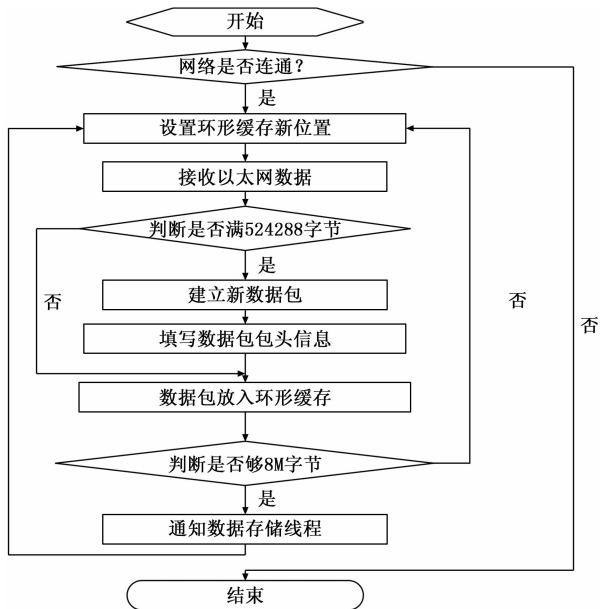 开始
网络是否连通？
是
设置环形缓存新位置
接收以太网数据
判断是否满524288字节
是
否
建立新数据包
否
填写数据包包头信息
否
数据包放入环形缓存
判断是否够8M字节
是
通知数据存储线程
结束